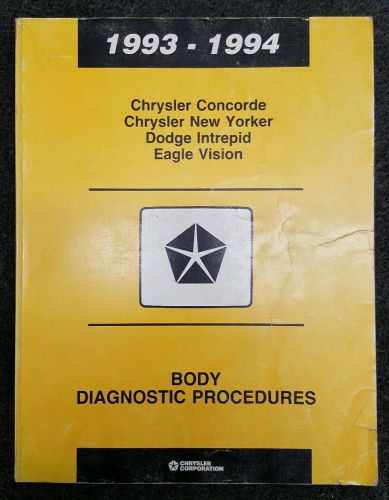 1993 - 1994
Chrysler Concorde
Chrysler New Yorker
Dodge Intrepid
Eagle Vision
BODY
DIAGNOSTIC PROCEDURES
CHRYSLER
CORPORATION